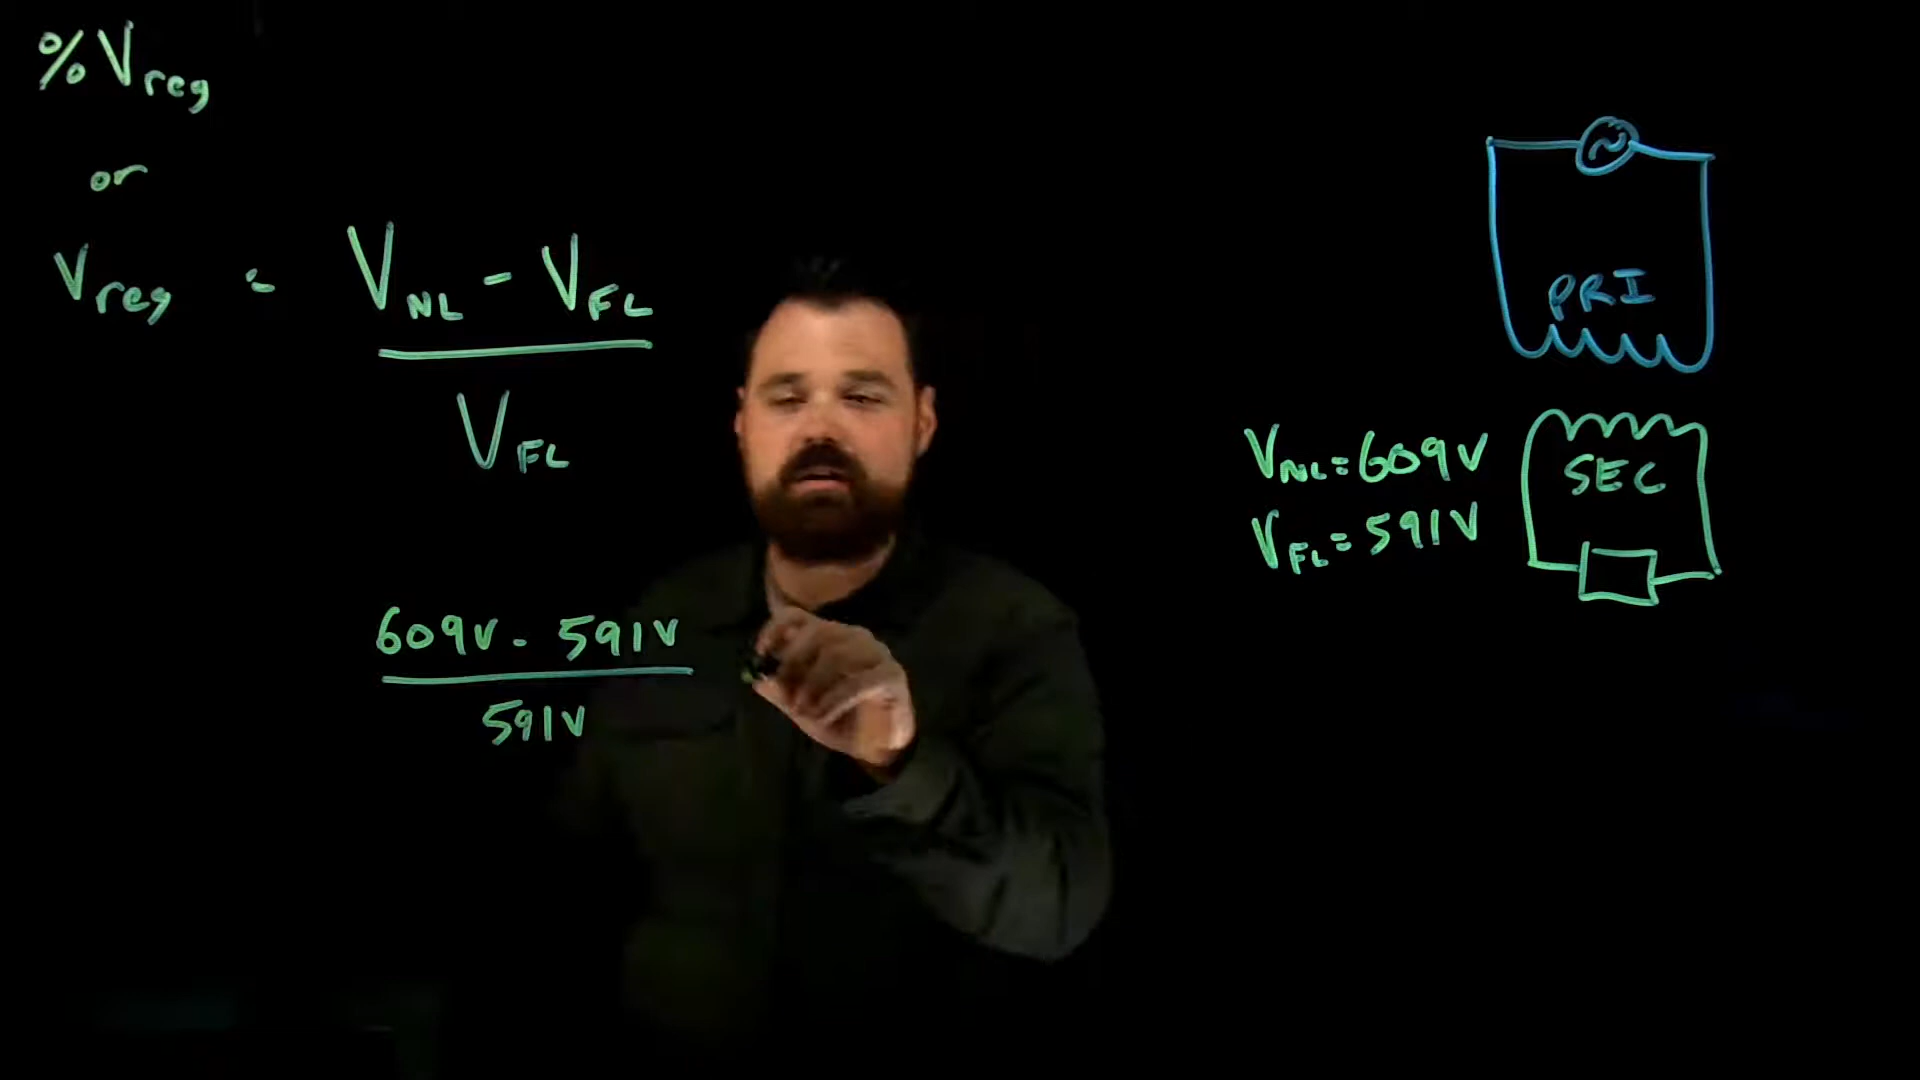 %Vreg
or
Vreg = VNL - VFL
VFL
609V - 591V
591V
PRI
SEC
VNL = 609V
VFL = 591V